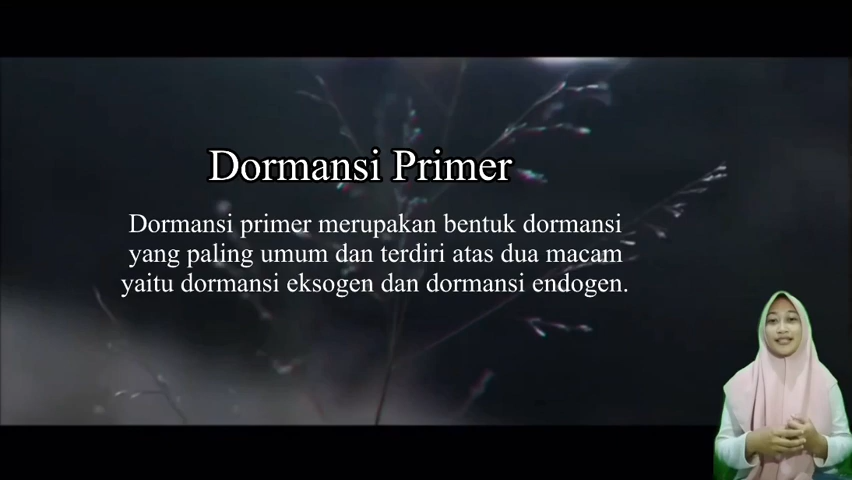 Dormansi Primer
Dormansi primer merupakan bentuk dormansi
yang paling umum dan terdiri atas dua macam
yaitu dormansi eksogen dan dormansi endogen.